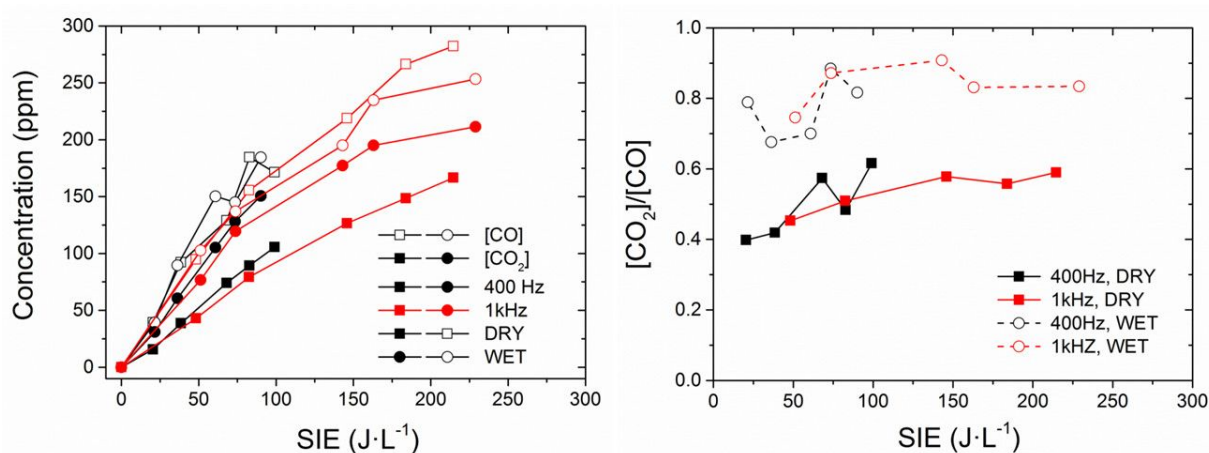 300
250
200
150
100
50
0
Concentration (ppm)
[CO]
[CO₂]
400 Hz
1kHz
DRY
WET
0 50 100 150 200 250 300
SIE (J·L⁻¹)
1.0
0.8
0.6
0.4
0.2
0.0
[CO₂]/[CO]
400Hz, DRY
1kHz, DRY
400Hz, WET
1kHZ, WET
0 50 100 150 200 250 300
SIE (J·L⁻¹)